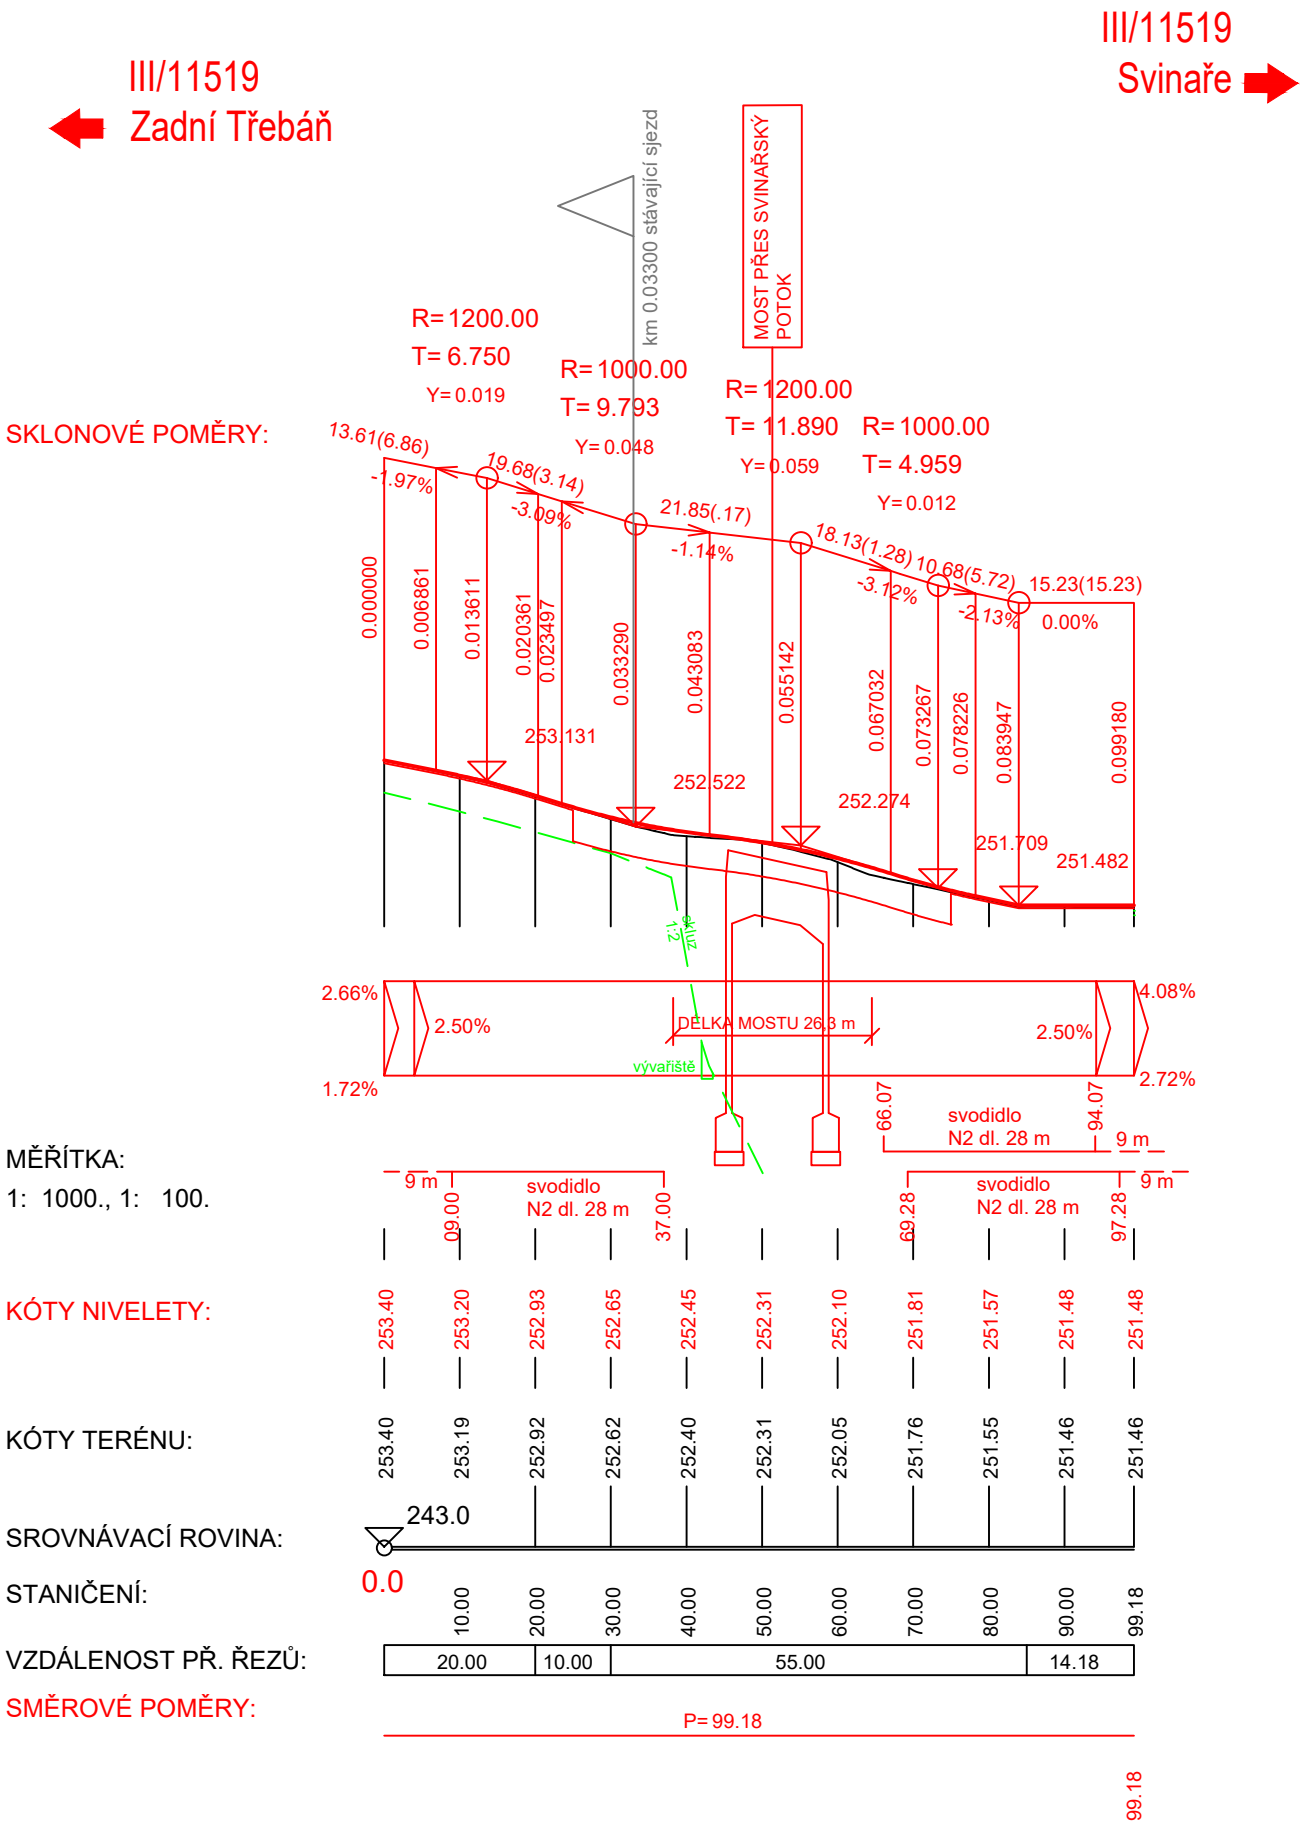 III/11519
Svinaře
III/11519
Zadní Třebáň
km 0.03300 stávající sjezd
MOST PŘES SVINAŘSKÝ
POTOK
R= 1200.00
T= 6.750
Y= 0.019
R= 1000.00
T= 9.793
Y= 0.048
R= 1200.00
T= 11.890
Y= 0.059
R= 1000.00
T= 4.959
Y= 0.012
SKLONOVÉ POMĚRY:
13.61(6.86)
-1.97%
19.68(3.14)
-3.09%
21.85(.17)
-1.14%
18.13(1.28)
-3.12%
10.68(5.72)
-2.13%
15.23(15.23)
0.00%
0.000000
0.006861
0.013611
0.020361
0.023497
0.033290
0.043083
0.055142
0.067032
0.073267
0.078226
0.083947
0.099180
253.131
252.522
252.274
251.709
251.482
skluz
1:2
2.66%
2.50%
1.72%
DÉLKA MOSTU 26,3 m
vývařiště
4.08%
2.50%
2.72%
66.07
svodidlo
N2 dl. 28 m
94.07
9 m
MĚŘÍTKA:
1: 1000., 1: 100.
9 m
09.00
svodidlo
N2 dl. 28 m
37.00
69.28
svodidlo
N2 dl. 28 m
97.28
9 m
KÓTY NIVELETY:
253.40
253.20
252.93
252.65
252.45
252.31
252.10
251.81
251.57
251.48
251.48
KÓTY TERÉNU:
253.40
253.19
252.92
252.62
252.40
252.31
252.05
251.76
251.55
251.46
251.46
SROVNÁVACÍ ROVINA:
243.0
0.0
STANIČENÍ:
10.00
20.00
30.00
40.00
50.00
60.00
70.00
80.00
90.00
99.18
VZDÁLENOST PŘ. ŘEZŮ:
20.00
10.00
55.00
14.18
SMĚROVÉ POMĚRY:
P= 99.18
99.18